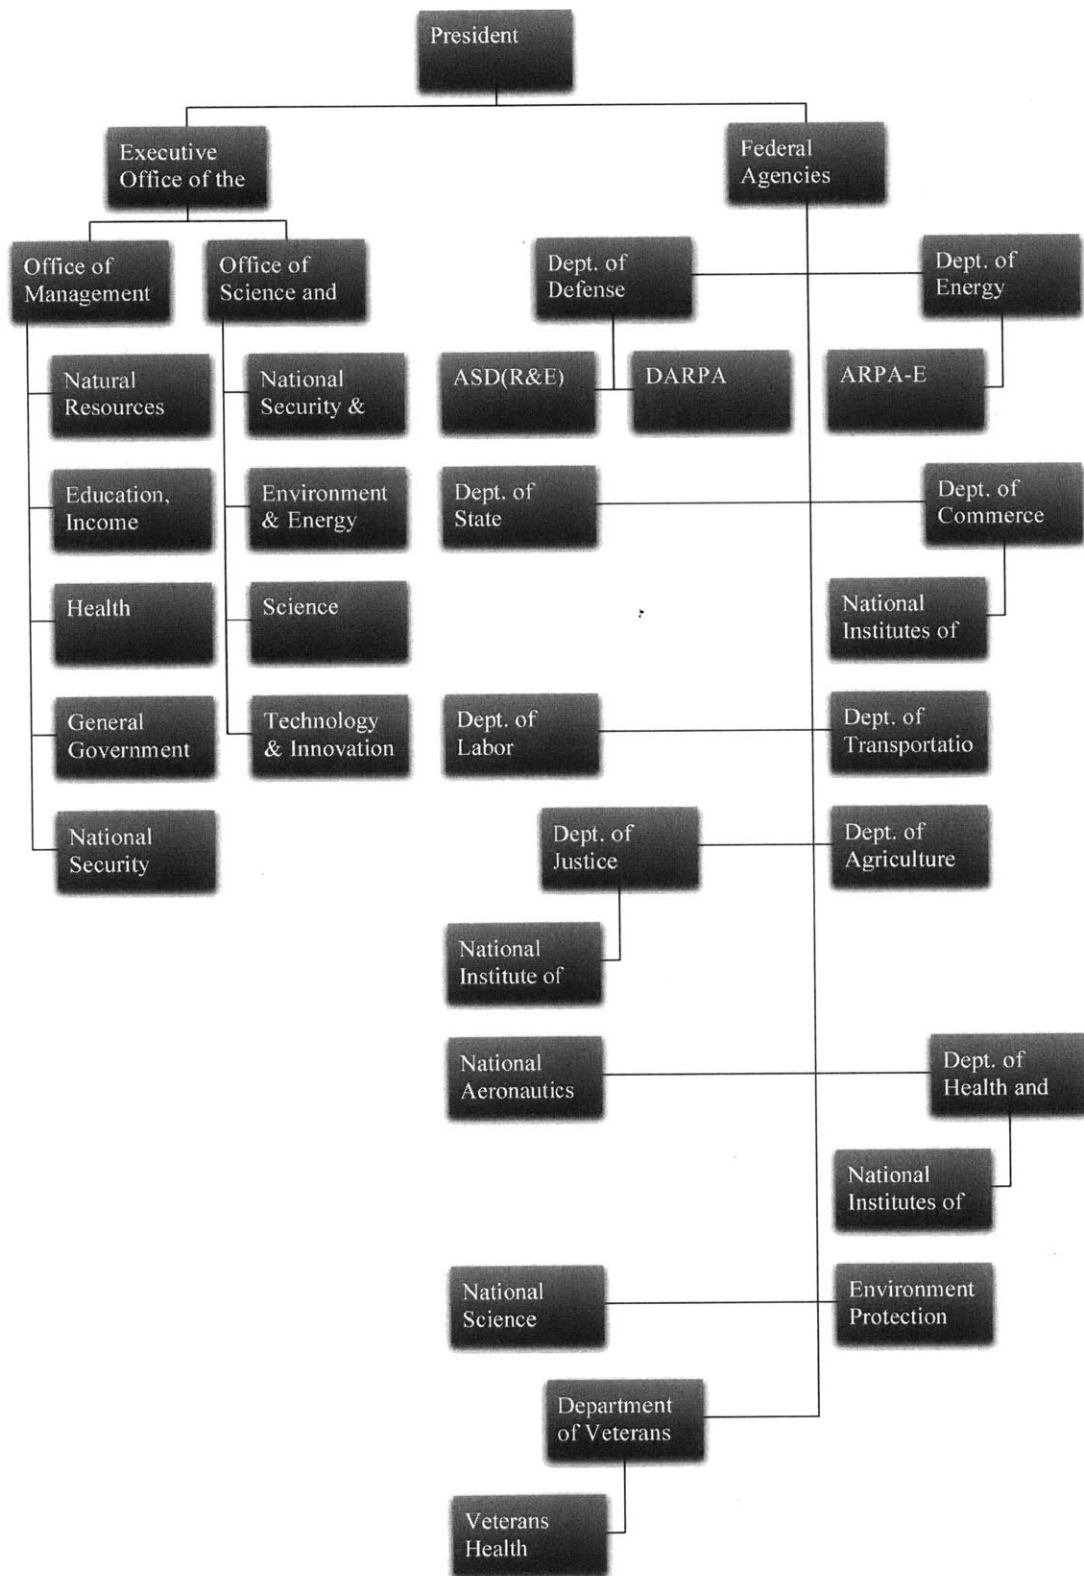 President
Executive
Office of the
Federal
Agencies
Office of
Management
Office of
Science and
Dept. of
Defense
Dept. of
Energy
Natural
Resources
National
Security &
ASD(R&E)
DARPA
ARPA-E
Education,
Income
Environment
& Energy
Dept. of
State
Dept. of
Commerce
Health
Science
National
Institutes of
General
Government
Technology
& Innovation
Dept. of
Labor
Dept. of
Transportatio
National
Security
Dept. of
Justice
Dept. of
Agriculture
National
Institute of
National
Aeronautics
Dept. of
Health and
National
Institutes of
National
Science
Environment
Protection
Department
of Veterans
Veterans
Health